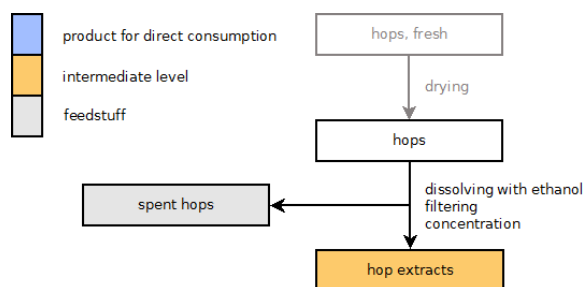 product for direct consumption
intermediate level
feedstuff
hops, fresh
drying
hops
dissolving with ethanol
filtering
concentration
spent hops
hop extracts